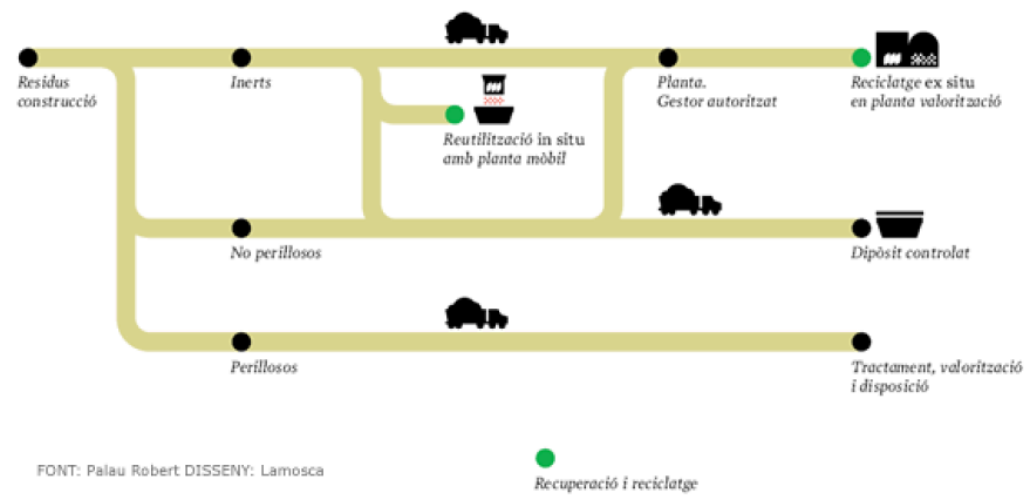 Residus
construcció
Inerts
Planta.
Gestor autoritzat
Reciclatge ex situ
en planta valorització
Reutilització in situ
amb planta mòbil
No perillosos
Dipòsit controlat
Perillosos
Tractament, valorització
i disposició
FONT: Palau Robert DISSENY: Lamosca
Recuperació i reciclatge